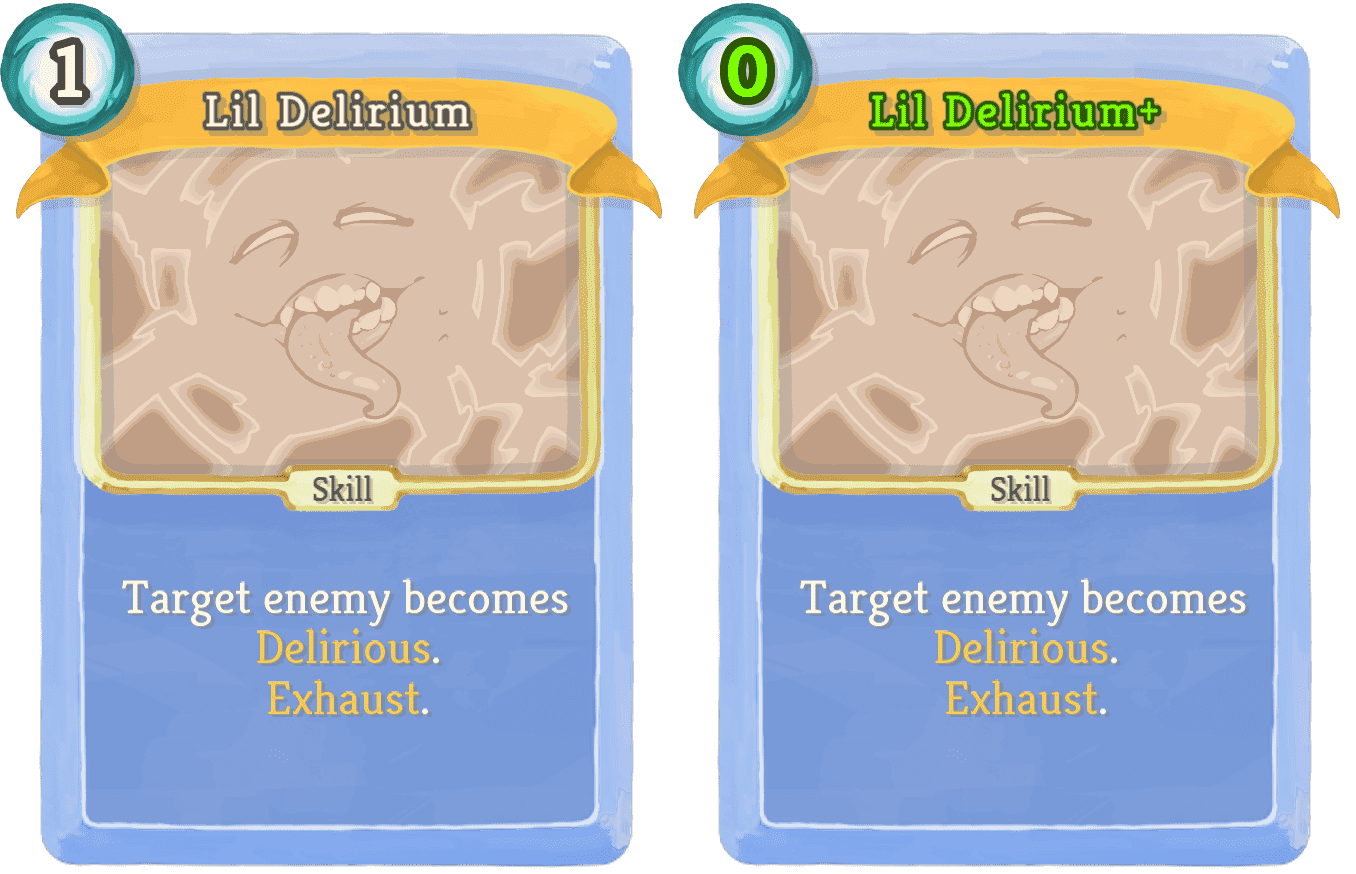 1
Lil Delirium
Skill
Target enemy becomes
Delirious.
Exhaust.
0
Lil Delirium+
Skill
Target enemy becomes
Delirious.
Exhaust.